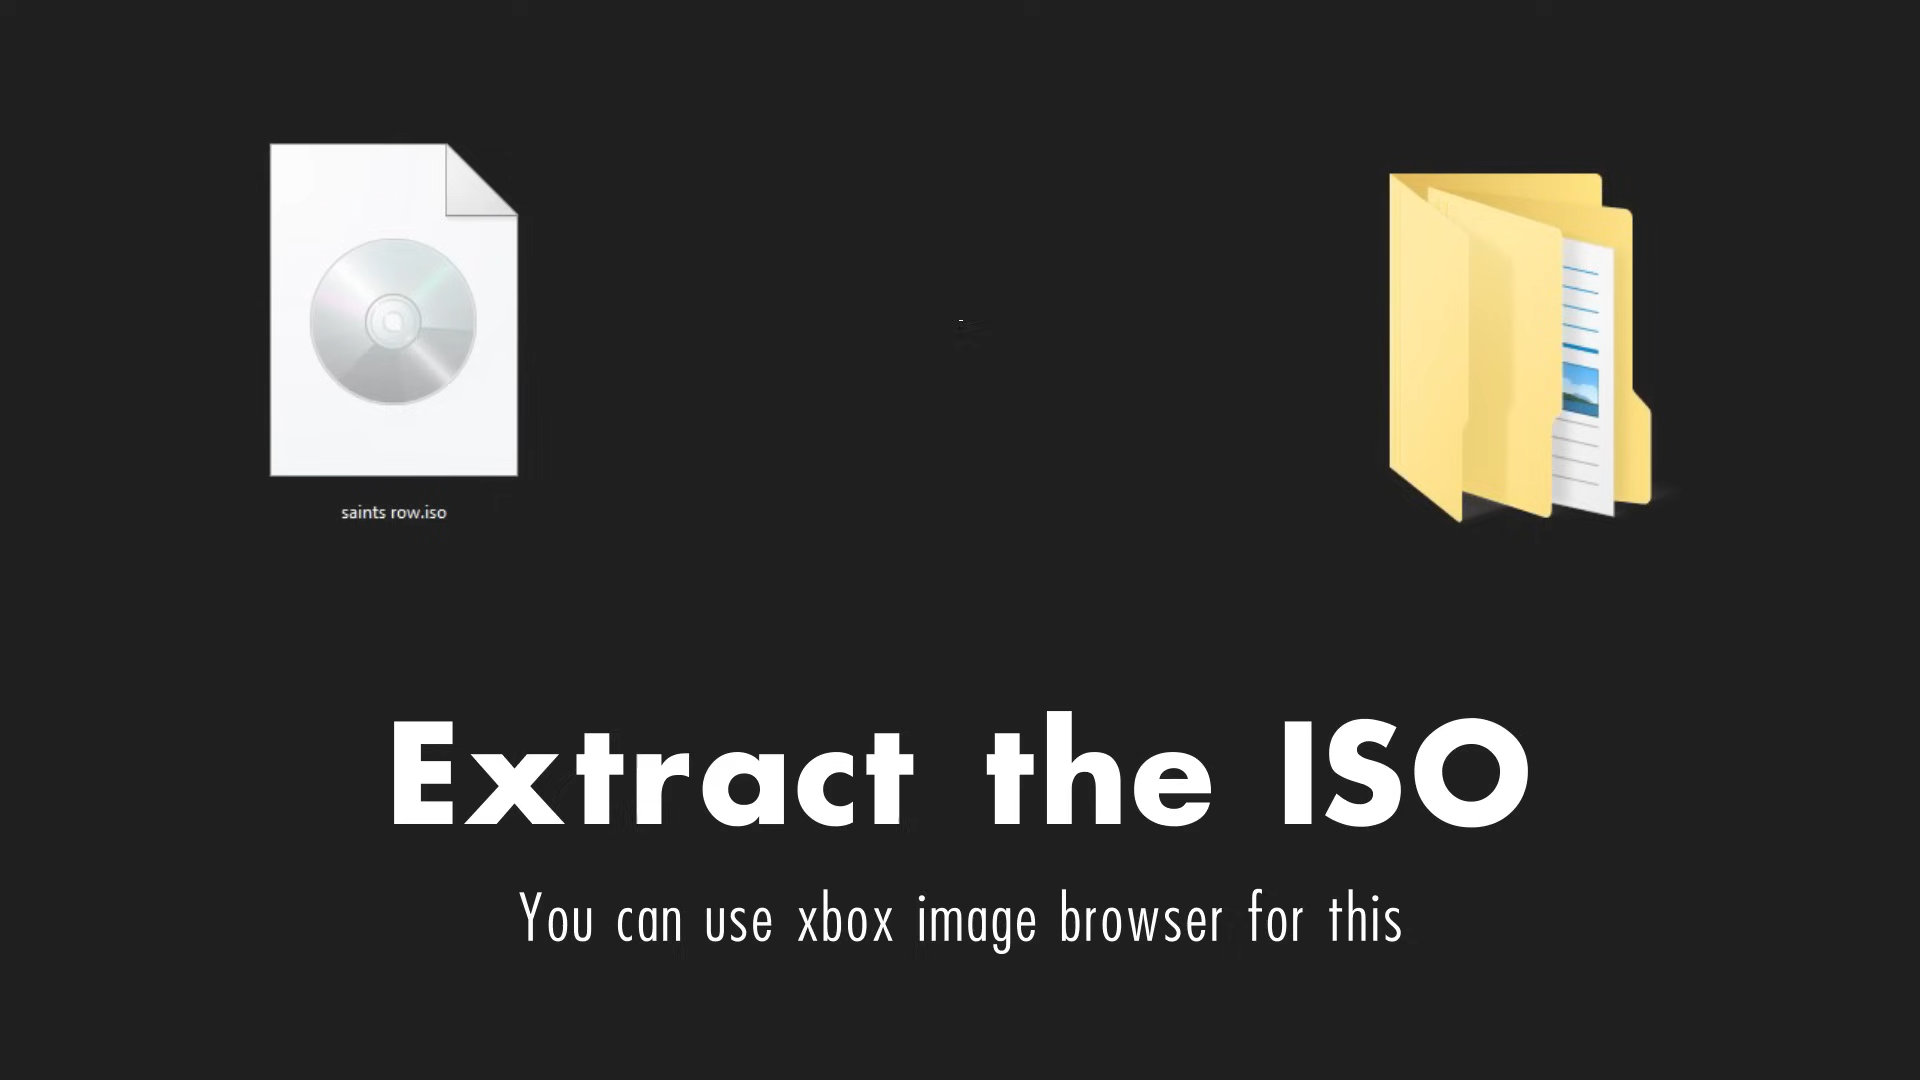 saints row.iso
Extract the ISO
You can use xbox image browser for this